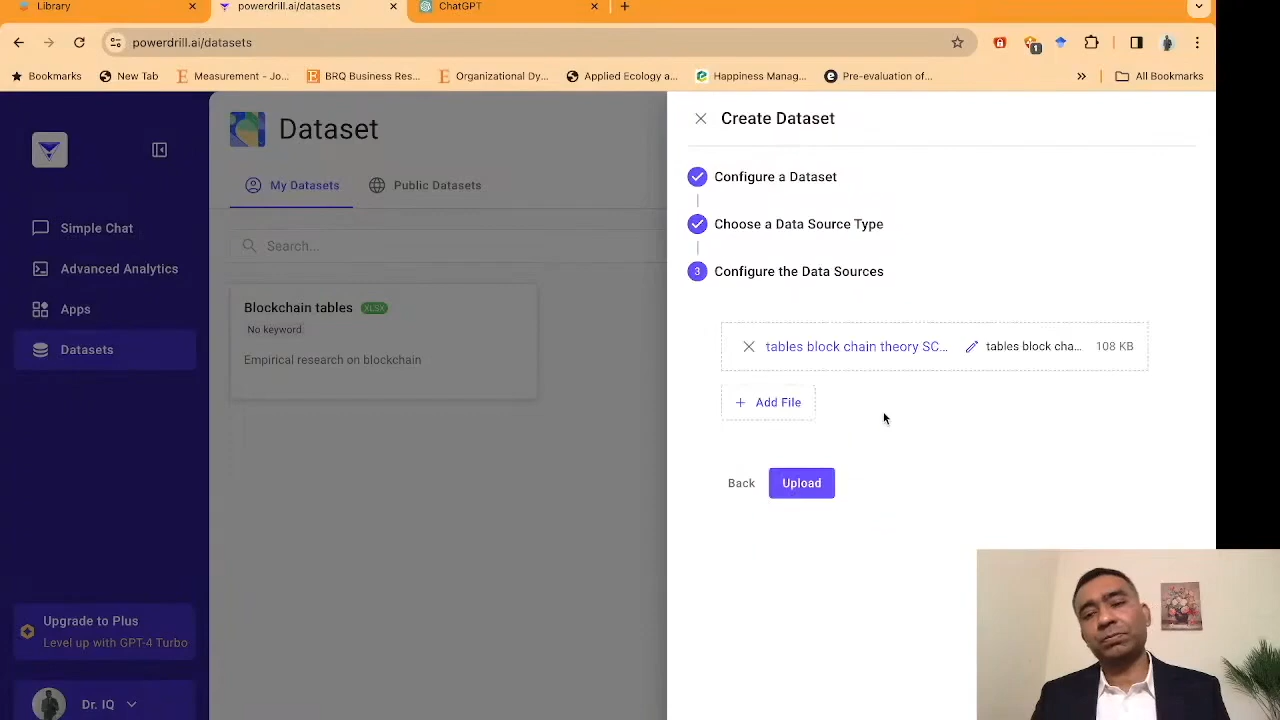 Library
powerdrill.ai/datasets
ChatGPT
powerdrill.ai/datasets
1
Bookmarks
New Tab
Measurement - Jo...
BRQ Business Res...
Organizational Dy...
Applied Ecology a...
Happiness Manag...
Pre-evaluation of...
All Bookmarks
Dataset
My Datasets
Public Datasets
Simple Chat
Advanced Analytics
Apps
Datasets
Search...
Blockchain tables XLSX
No keyword
Empirical research on blockchain
Create Dataset
Configure a Dataset
Choose a Data Source Type
3 Configure the Data Sources
tables block chain theory SC... tables block cha... 108 KB
+ Add File
Back Upload
Upgrade to Plus
Level up with GPT-4 Turbo
Dr. IQ